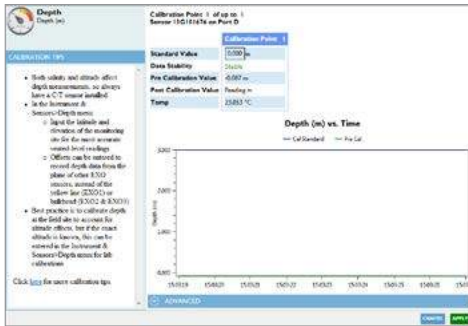 Depth
Depth (m)
CALIBRATION TIPS
• Both salinity and altitude affect
depth measurements, so always
have a C/T sensor installed
• In the Instrument &
Sensors>Depth menu
o Input the latitude and
elevation of the monitoring
site for the most accurate
vented level readings
o Offsets can be entered to
record depth data from the
plane of other EXO
sensors, instead of the
yellow line (EXO1) or
bulkhead (EXO2 & EXO3)
• Best practice is to calibrate depth
at the field site to account for
altitude effects, but if the exact
altitude is known, this can be
entered in the Instrument &
Sensors>Depth menu for lab
calibrations
Click here for more calibration tips
Calibration Point 1 of up to 1
Sensor on Port D
Calibration Point 1
Standard Value 0.000 m
Data Stability Stable
Pre Calibration Value -0.087 m
Post Calibration Value Pending m
Temp °C
Depth (m) vs. Time
Cal Standard Pre Cal
Depth (m)
ADVANCED
CANCEL APPLY